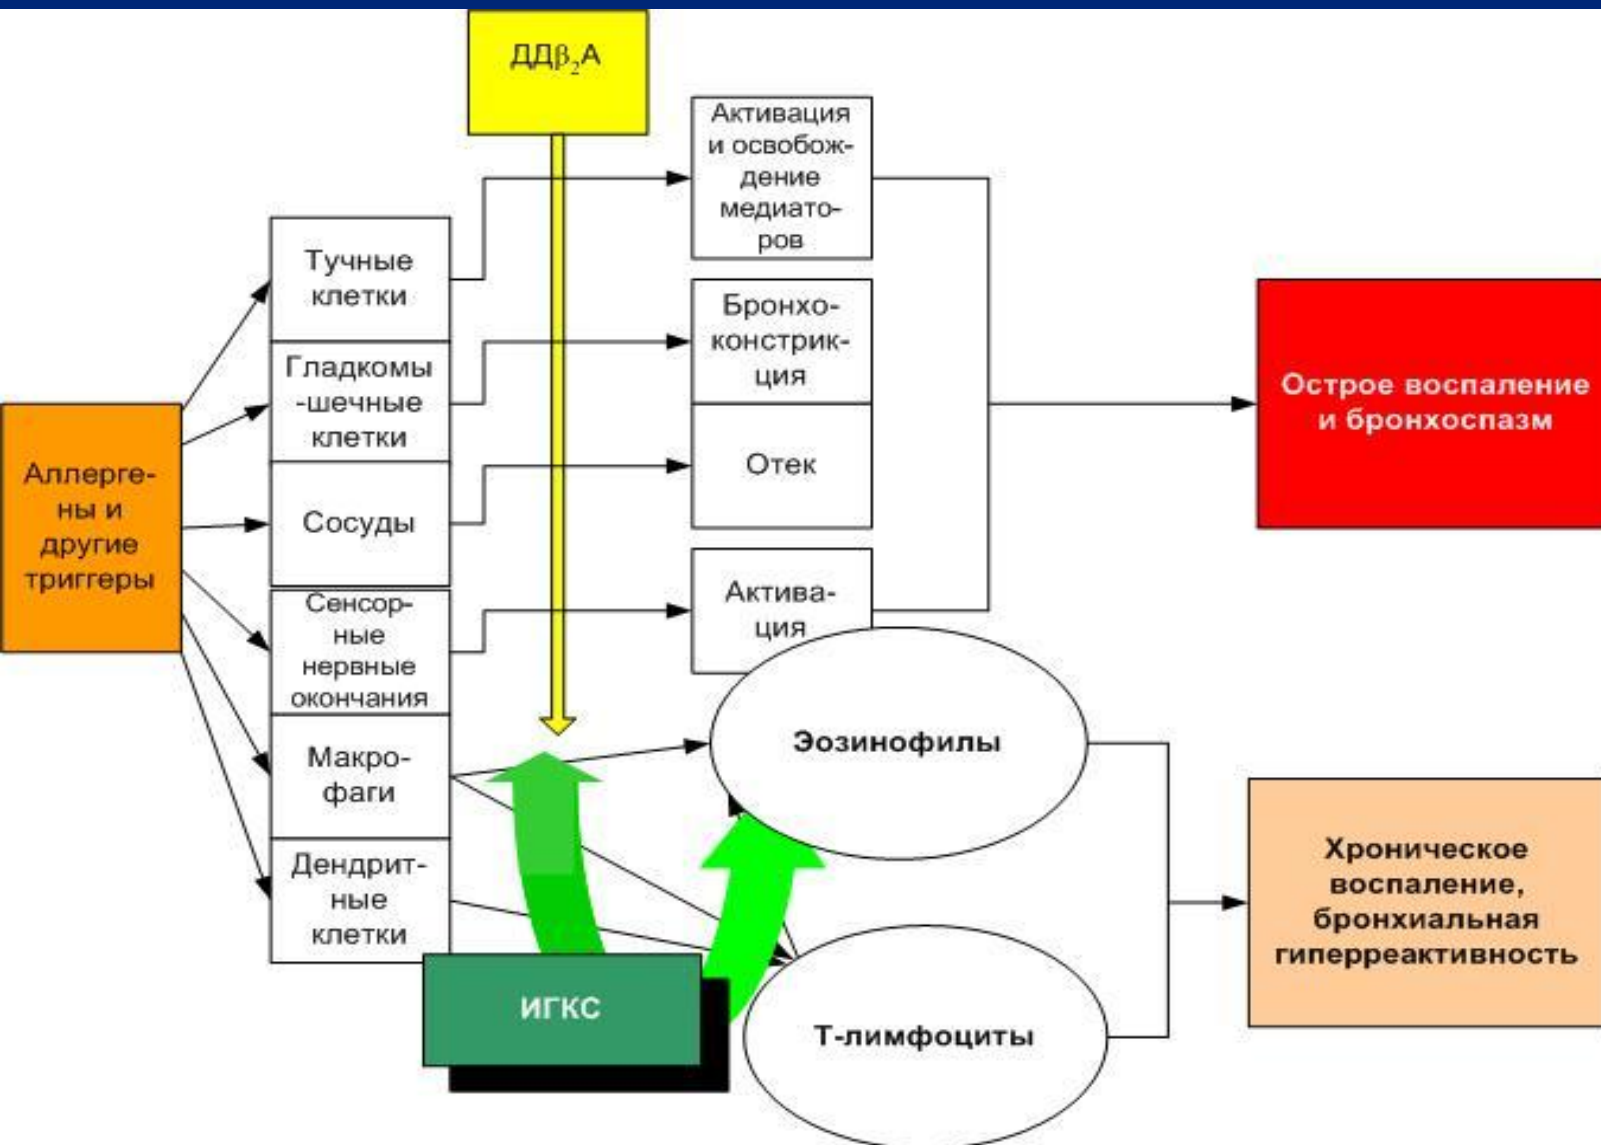 ДДβ₂А
Активация
и освобож-
дение
медиато-
ров
Тучные
клетки
Бронхо-
констрик-
ция
Гладкомы
-шечные
клетки
Острое воспаление
и бронхоспазм
Аллерге-
ны и
другие
триггеры
Сосуды
Отек
Сенсор-
ные
нервные
окончания
Актива-
ция
Макро-
фаги
Эозинофилы
Дендрит-
ные
клетки
Хроническое
воспаление,
бронхиальная
гиперреактивность
ИГКС
Т-лимфоциты